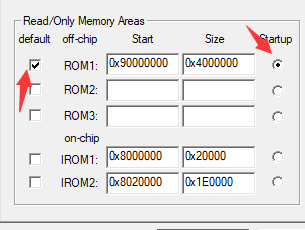 Read/Only Memory Areas
default off-chip Start Size Startup
ROM1: 0x90000000 0x4000000
ROM2:
ROM3:
on-chip
IROM1: 0x8000000 0x20000
IROM2: 0x8020000 0x1E0000